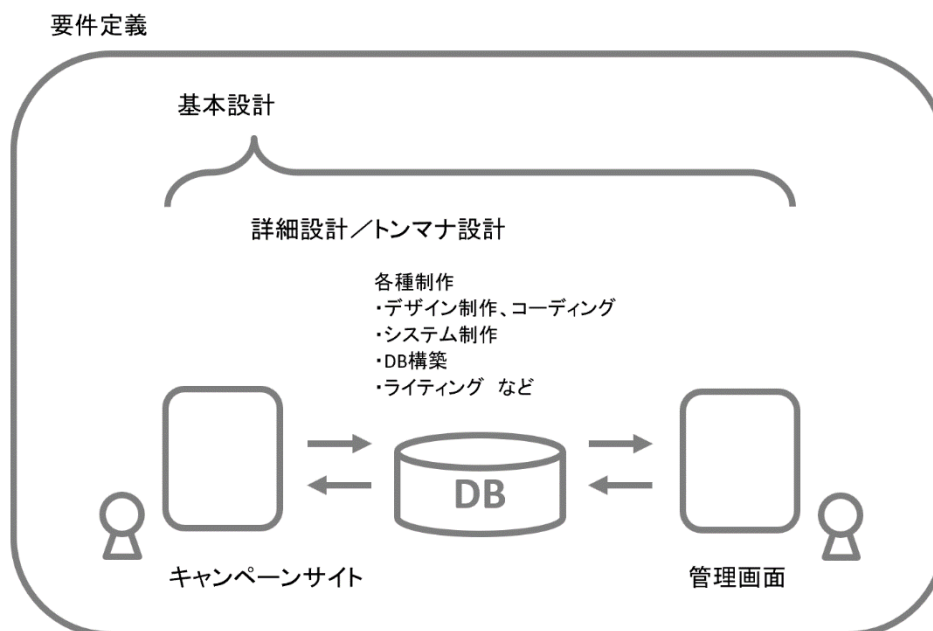 要件定義
基本設計
詳細設計／トンマナ設計
各種制作
・デザイン制作、コーディング
・システム制作
・DB構築
・ライティング　など
DB
キャンペーンサイト
管理画面